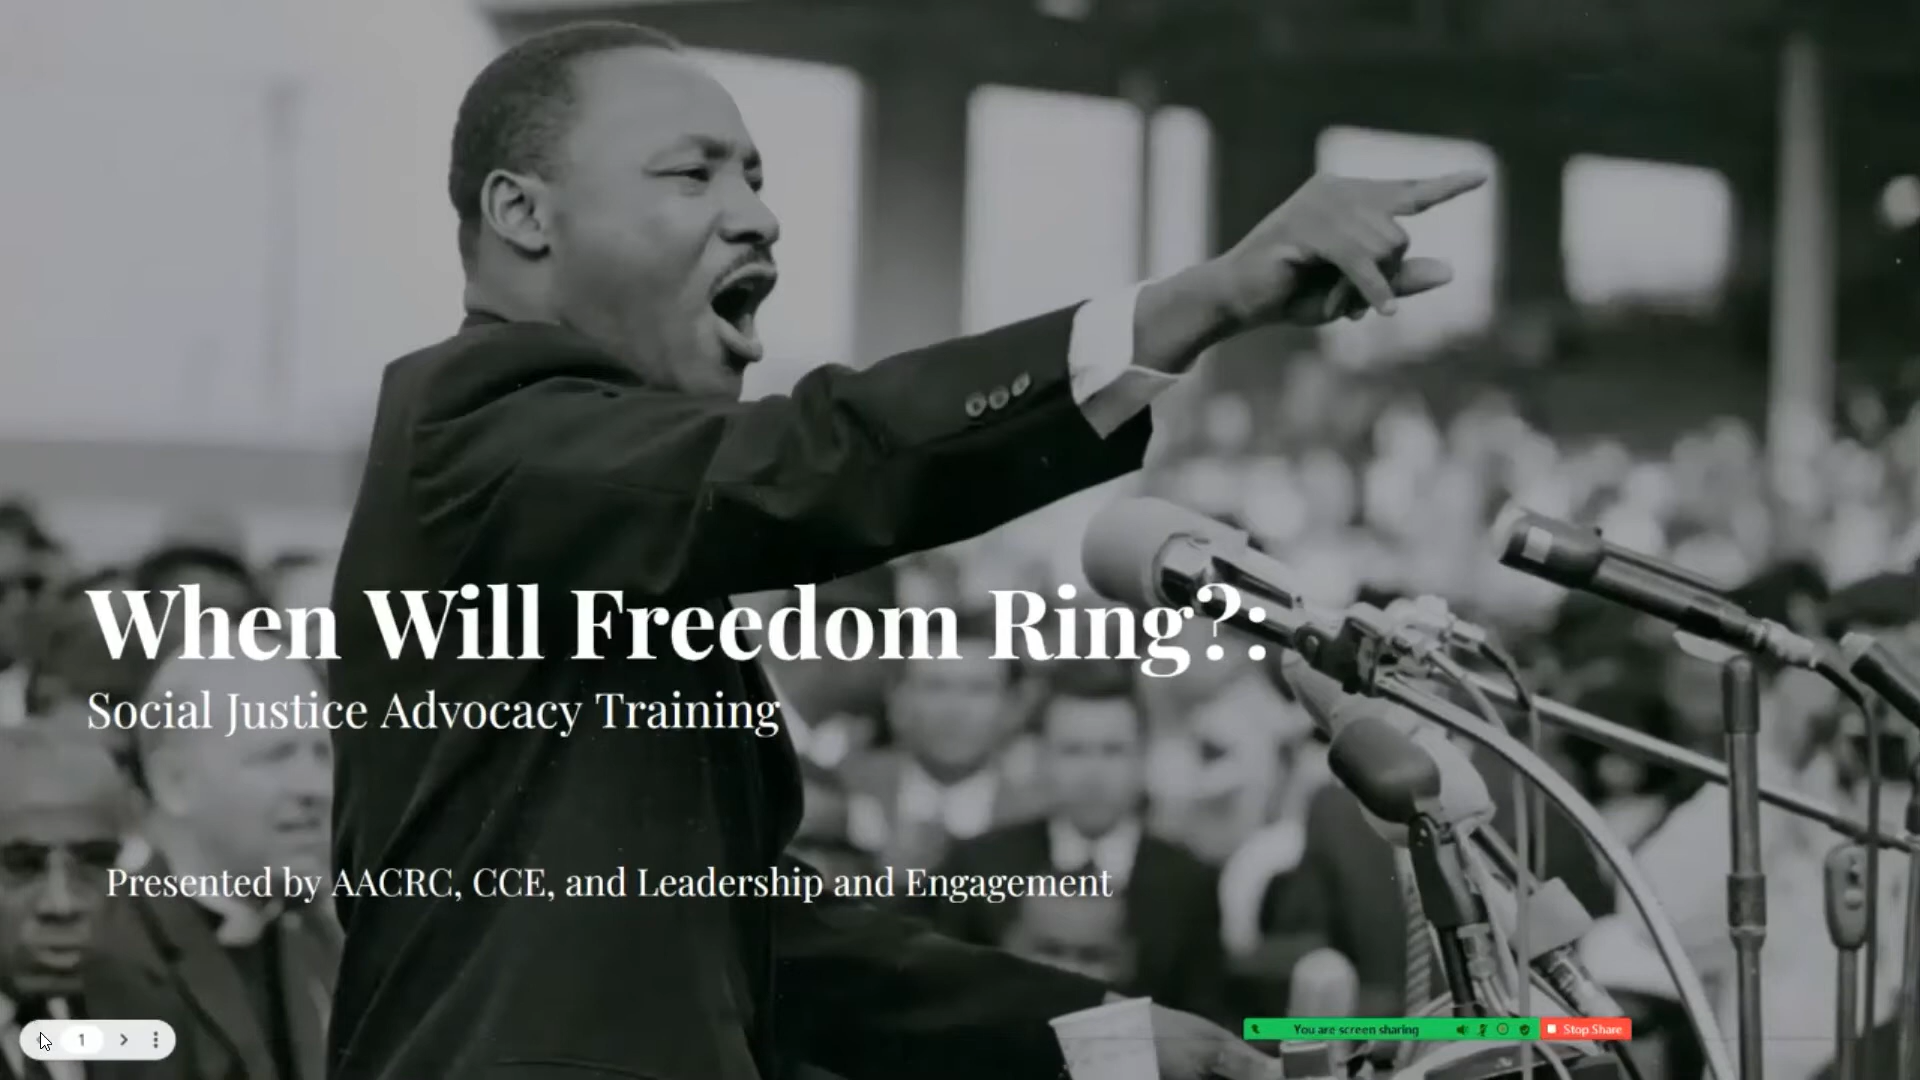 When Will Freedom Ring?:
Social Justice Advocacy Training
Presented by AACRC, CCE, and Leadership and Engagement
1
You are screen sharing
Stop Share